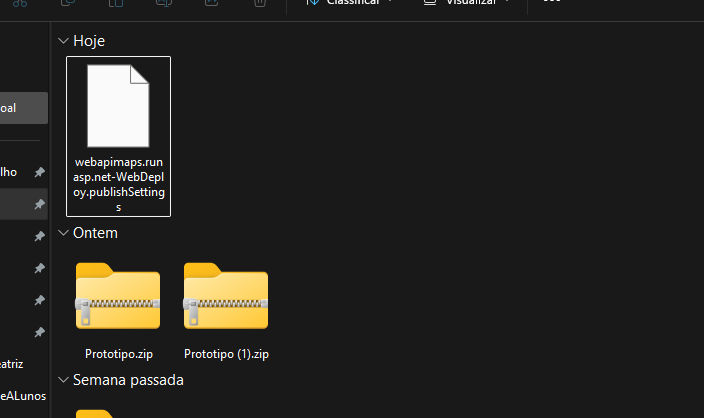 Classificar
Visualizar
Hoje
oal
webapimaps.run
asp.net-WebDepl
oy.publishSetting
s
lho
Ontem
Prototipo.zip
Prototipo (1).zip
eatriz
Semana passada
eALunos